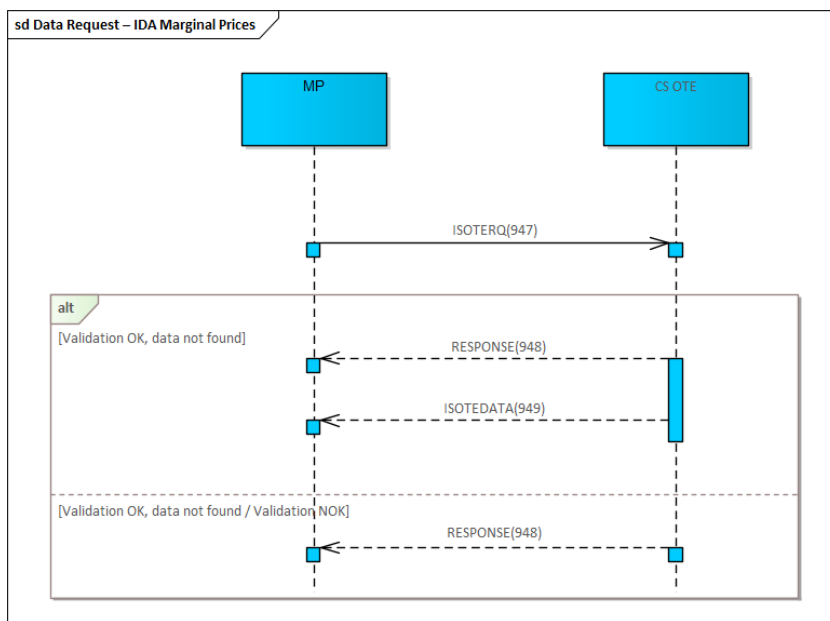 sd Data Request – IDA Marginal Prices
MP
CS OTE
ISOTERQ(947)
alt
[Validation OK, data not found]
RESPONSE(948)
ISOTEDATA(949)
[Validation OK, data not found / Validation NOK]
RESPONSE(948)